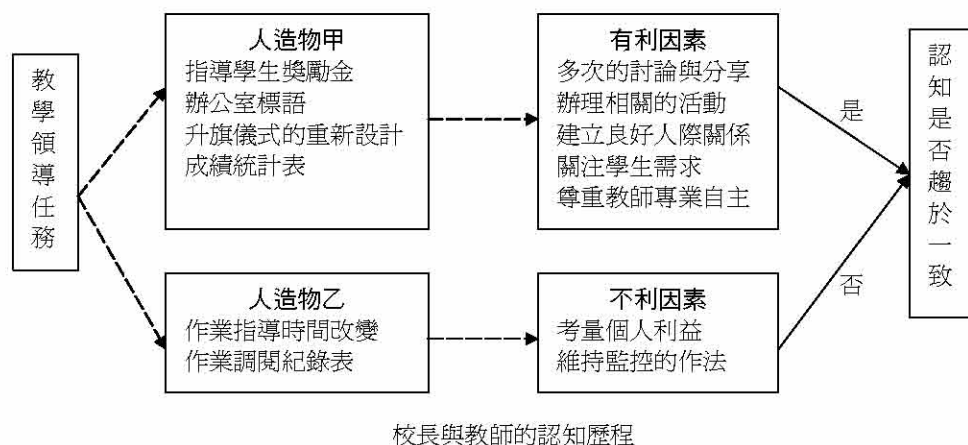 教學領導任務
人造物甲
指導學生獎勵金
辦公室標語
升旗儀式的重新設計
成績統計表
有利因素
多次的討論與分享
辦理相關的活動
建立良好人際關係
關注學生需求
尊重教師專業自主
是
認知是否趨於一致
人造物乙
作業指導時間改變
作業調閱紀錄表
不利因素
考量個人利益
維持監控的作法
否
校長與教師的認知歷程